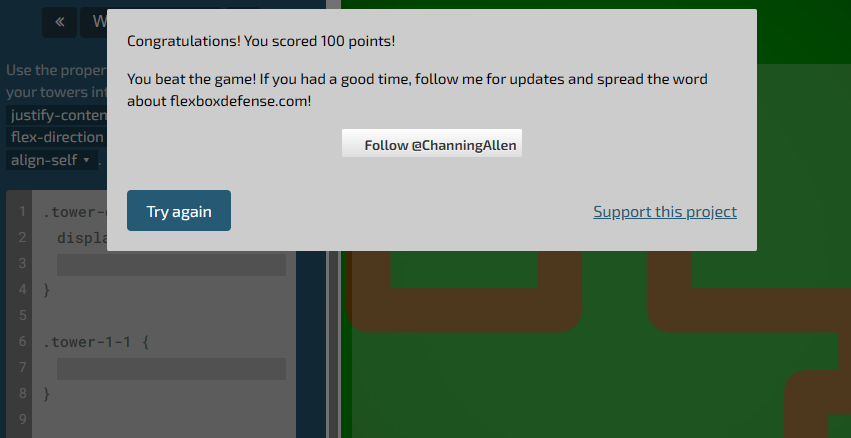 «
W
Congratulations! You scored 100 points!
You beat the game! If you had a good time, follow me for updates and spread the word
about flexboxdefense.com!
Follow @ChanningAllen
Try again
Support this project
Use the proper
your towers int
justify-conten
flex-direction
align-self ▾ .
1 .tower-
2 displa
3
4 }
5
6 .tower-1-1 {
7
8 }
9